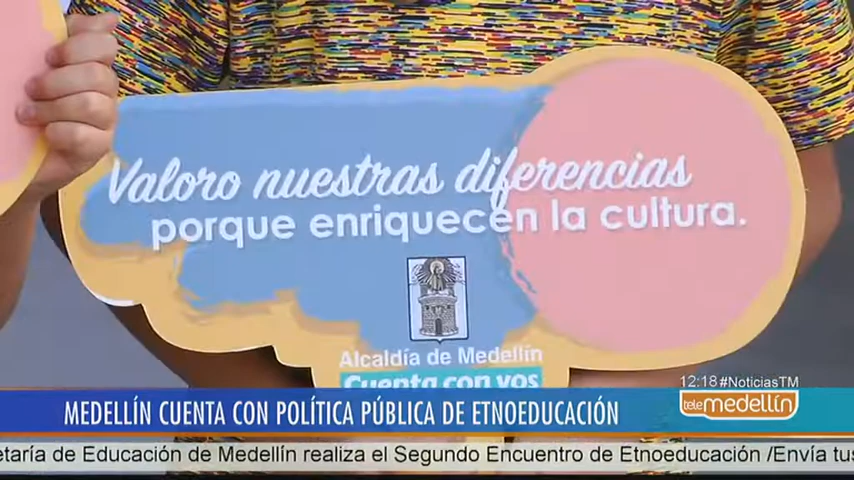 Valoro nuestras diferencias
porque enriquecen la cultura.
Alcaldía de Medellín
Cuenta con vos
12:18 #NoticiasTM
MEDELLÍN CUENTA CON POLÍTICA PÚBLICA DE ETNOEDUCACIÓN
tele medellín
etaría de Educación de Medellín realiza el Segundo Encuentro de Etnoeducación /Envía tus